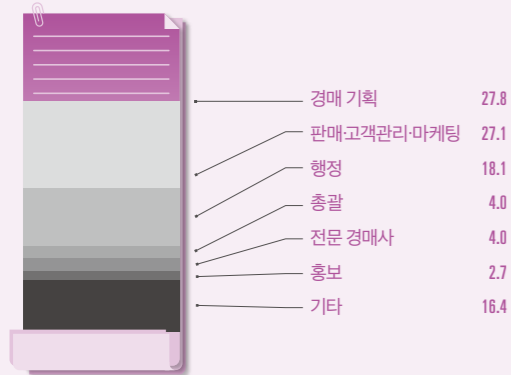 경매 기획 27.8
판매·고객관리·마케팅 27.1
행정 18.1
총괄 4.0
전문 경매사 4.0
홍보 2.7
기타 16.4